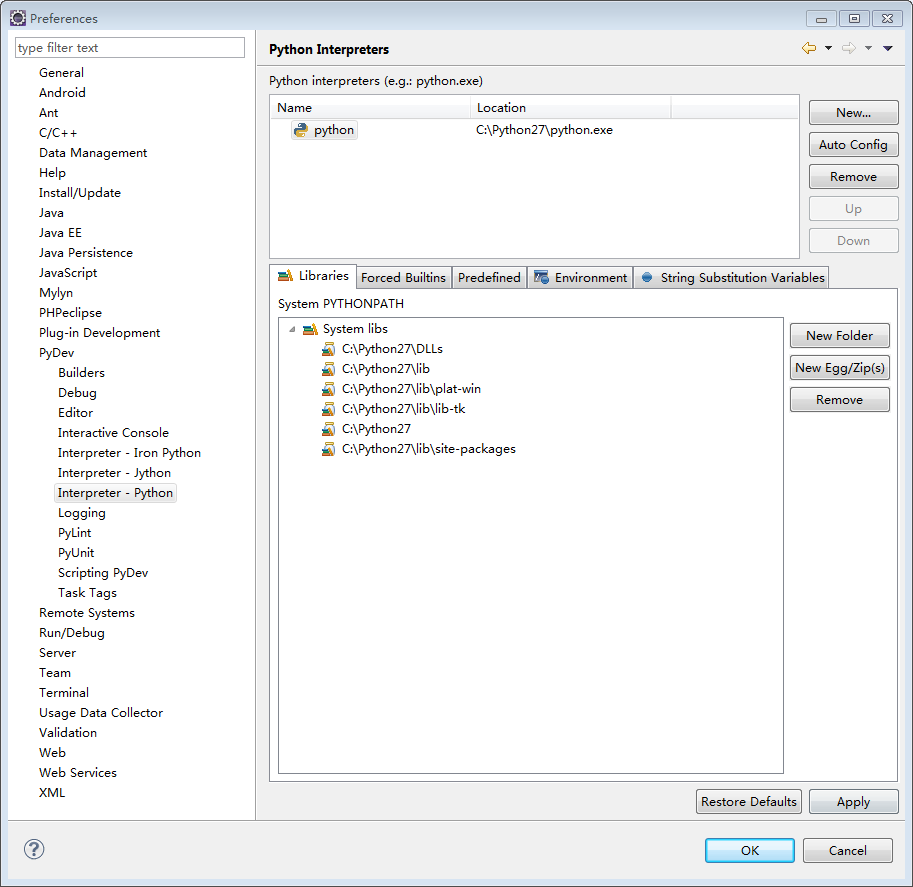 Preferences
type filter text
General
Android
Ant
C/C++
Data Management
Help
Install/Update
Java
Java EE
Java Persistence
JavaScript
Mylyn
PHPeclipse
Plug-in Development
PyDev
Builders
Debug
Editor
Interactive Console
Interpreter - Iron Python
Interpreter - Jython
Interpreter - Python
Logging
PyLint
PyUnit
Scripting PyDev
Task Tags
Remote Systems
Run/Debug
Server
Team
Terminal
Usage Data Collector
Validation
Web
Web Services
XML
Python Interpreters
Python interpreters (e.g.: python.exe)
Name Location
python C:\Python27\python.exe
New...
Auto Config
Remove
Up
Down
Libraries Forced Builtins Predefined Environment String Substitution Variables
System PYTHONPATH
System libs
C:\Python27\DLLs
C:\Python27\lib
C:\Python27\lib\plat-win
C:\Python27\lib\lib-tk
C:\Python27
C:\Python27\lib\site-packages
New Folder
New Egg/Zip(s)
Remove
Restore Defaults Apply
? OK Cancel